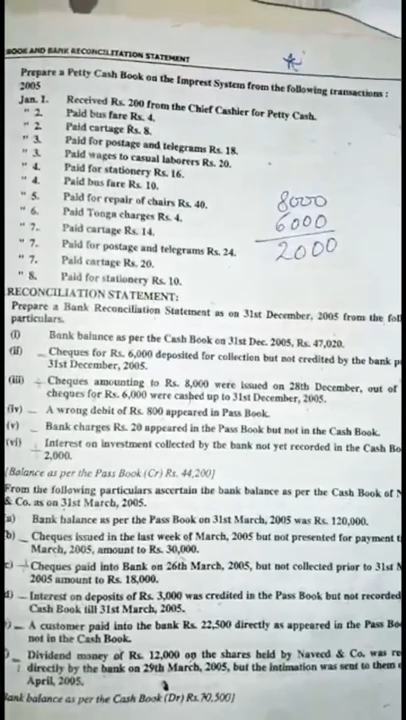 BOOK AND BANK RECONCILITATION STATEMENT
Prepare a Petty Cash Book on the Imprest System from the following transactions :
2005
Jan. 1. Received Rs. 200 from the Chief Cashier for Petty Cash.
" 2. Paid bus fare Rs. 4.
" 2. Paid cartage Rs. 8.
" 3. Paid for postage and telegrams Rs. 18.
" 3. Paid wages to casual laborers Rs. 20.
" 4. Paid for stationery Rs. 16.
" 4. Paid bus fare Rs. 10.
" 5. Paid for repair of chairs Rs. 40.
" 6. Paid Tonga charges Rs. 4.
" 7. Paid cartage Rs. 14.
" 7. Paid for postage and telegrams Rs. 24.
" 7. Paid cartage Rs. 20.
" 8. Paid for stationery Rs. 10.
8000
6000
2000
RECONCILIATION STATEMENT:
Prepare a Bank Reconciliation Statement as on 31st December, 2005 from the
particulars.
(i) Bank balance as per the Cash Book on 31st Dec. 2005, Rs. 47,020.
(ii) – Cheques for Rs. 6,000 deposited for collection but not credited by the bank
31st December, 2005.
(iii) + Cheques amounting to Rs. 8,000 were issued on 28th December, out of
cheques for Rs. 6,000 were cashed up to 31st December, 2005.
(iv) – A wrong debit of Rs. 800 appeared in Pass Book.
(v) – Bank charges Rs. 20 appeared in the Pass Book but not in the Cash Book.
(vi) + Interest on investment collected by the bank not yet recorded in the Cash
2,000.
[Balance as per the Pass Book (Cr) Rs. 44,200]
From the following particulars ascertain the bank balance as per the Cash Book of
& Co. as on 31st March, 2005.
a) Bank balance as per the Pass Book on 31st March, 2005 was Rs. 120,000.
b) – Cheques issued in the last week of March, 2005 but not presented for payment
March, 2005, amount to Rs. 30,000.
c) + Cheques paid into Bank on 26th March, 2005, but not collected prior to 31st
2005 amount to Rs. 18,000.
d) – Interest on deposits of Rs. 3,000 was credited in the Pass Book but not recorded
Cash Book till 31st March, 2005.
) – A customer paid into the bank Rs. 22,500 directly as appeared in the Pass
not in the Cash Book.
) – Dividend money of Rs. 12,000 on the shares held by Naveed & Co. was
directly by the bank on 29th March, 2005, but the intimation was sent to them
April, 2005.
Bank balance as per the Cash Book (Dr) Rs. 70,500]